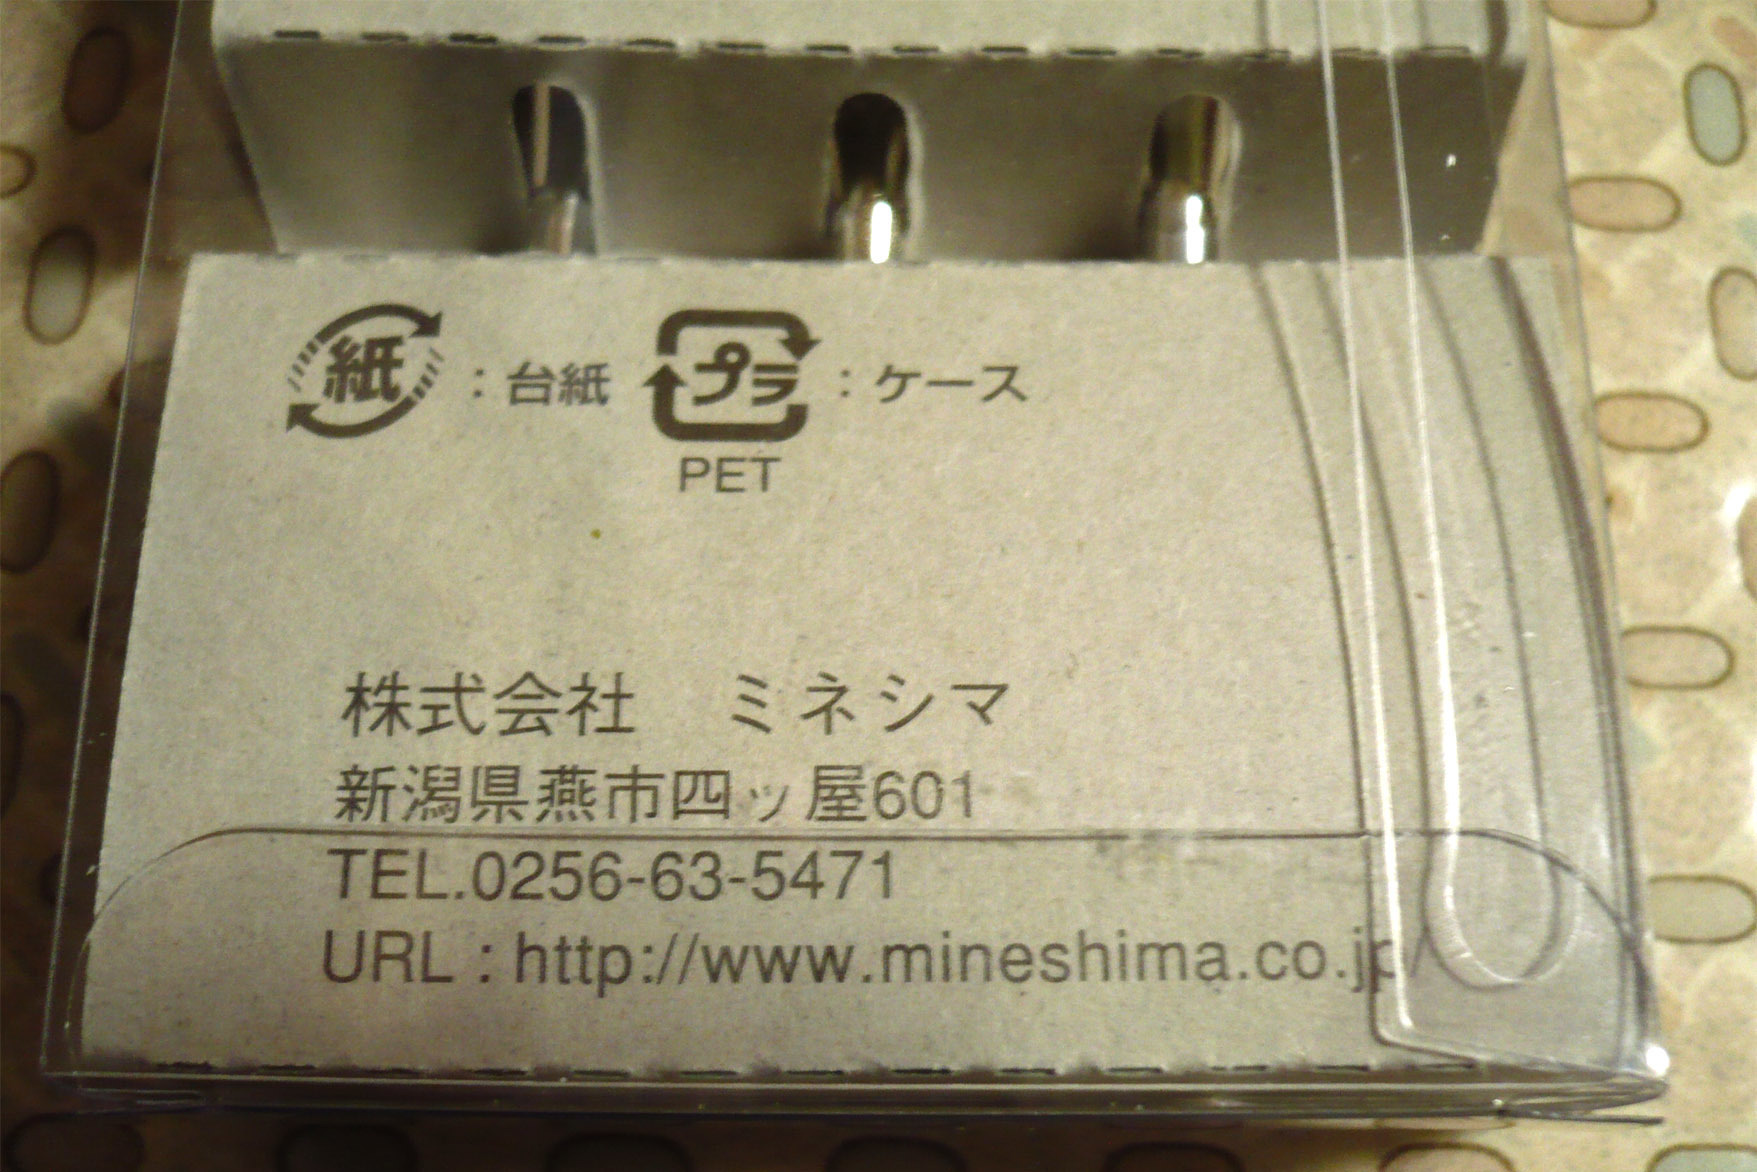 紙：台紙 プラ：ケース
PET
株式会社　ミネシマ
新潟県燕市四ッ屋601
TEL.0256-63-5471
URL：http://www.mineshima.co.jp/